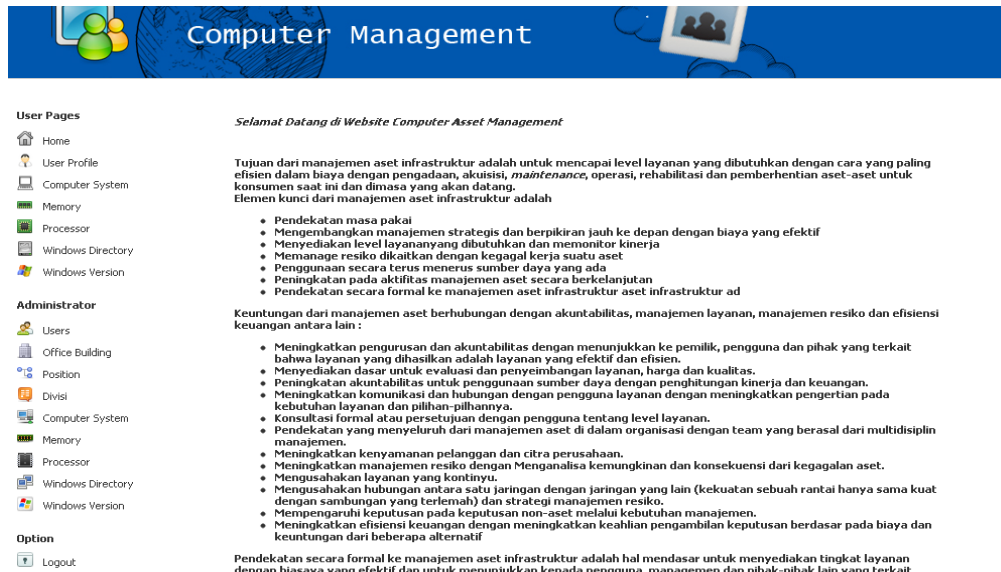 Computer Management
User Pages
Home
User Profile
Computer System
Memory
Processor
Windows Directory
Windows Version
Administrator
Users
Office Building
Position
Divisi
Computer System
Memory
Processor
Windows Directory
Windows Version
Option
Logout
Selamat Datang di Website Computer Asset Management
Tujuan dari manajemen aset infrastruktur adalah untuk mencapai level layanan yang dibutuhkan dengan cara yang paling
efisien dalam biaya dengan pengadaan, akuisisi, maintenance, operasi, rehabilitasi dan pemberhentian aset-aset untuk
konsumen saat ini dan dimasa yang akan datang.
Elemen kunci dari manajemen aset infrastruktur adalah
• Pendekatan masa pakai
• Mengembangkan manajemen strategis dan berpikiran jauh ke depan dengan biaya yang efektif
• Menyediakan level layananyang dibutuhkan dan memonitor kinerja
• Memanage resiko dikaitkan dengan kegagal kerja suatu aset
• Penggunaan secara terus menerus sumber daya yang ada
• Peningkatan pada aktifitas manajemen aset secara berkelanjutan
• Pendekatan secara formal ke manajemen aset infrastruktur aset infrastruktur ad
Keuntungan dari manajemen aset berhubungan dengan akuntabilitas, manajemen layanan, manajemen resiko dan efisiensi
keuangan antara lain :
• Meningkatkan pengurusan dan akuntabilitas dengan menunjukkan ke pemilik, pengguna dan pihak yang terkait
bahwa layanan yang dihasilkan adalah layanan yang efektif dan efisien.
• Menyediakan dasar untuk evaluasi dan penyeimbangan layanan, harga dan kualitas.
• Peningkatan akuntabilitas untuk penggunaan sumber daya dengan penghitungan kinerja dan keuangan.
• Meningkatkan komunikasi dan hubungan dengan pengguna layanan dengan meningkatkan pengertian pada
kebutuhan layanan dan pilihan-pilhannya.
• Konsultasi formal atau persetujuan dengan pengguna tentang level layanan.
• Pendekatan yang menyeluruh dari manajemen aset di dalam organisasi dengan team yang berasal dari multidisiplin
manajemen.
• Meningkatkan kenyamanan pelanggan dan citra perusahaan.
• Meningkatkan manajemen resiko dengan Menganalisa kemungkinan dan konsekuensi dari kegagalan aset.
• Mengusahakan layanan yang kontinyu.
• Mengusahakan hubungan antara satu jaringan dengan jaringan yang lain (kekuatan sebuah rantai hanya sama kuat
dengan sambungan yang terlemah) dan strategi manajemen resiko.
• Mempengaruhi keputusan pada keputusan non-aset melalui kebutuhan manajemen.
• Meningkatkan efisiensi keuangan dengan meningkatkan keahlian pengambilan keputusan berdasar pada biaya dan
keuntungan dari beberapa alternatif
Pendekatan secara formal ke manajemen aset infrastruktur adalah hal mendasar untuk menyediakan tingkat layanan
dengan biasaya yang efektif dan untuk menunjukkan kepada pengguna, managemen dan pihak-pihak lain yang terkait